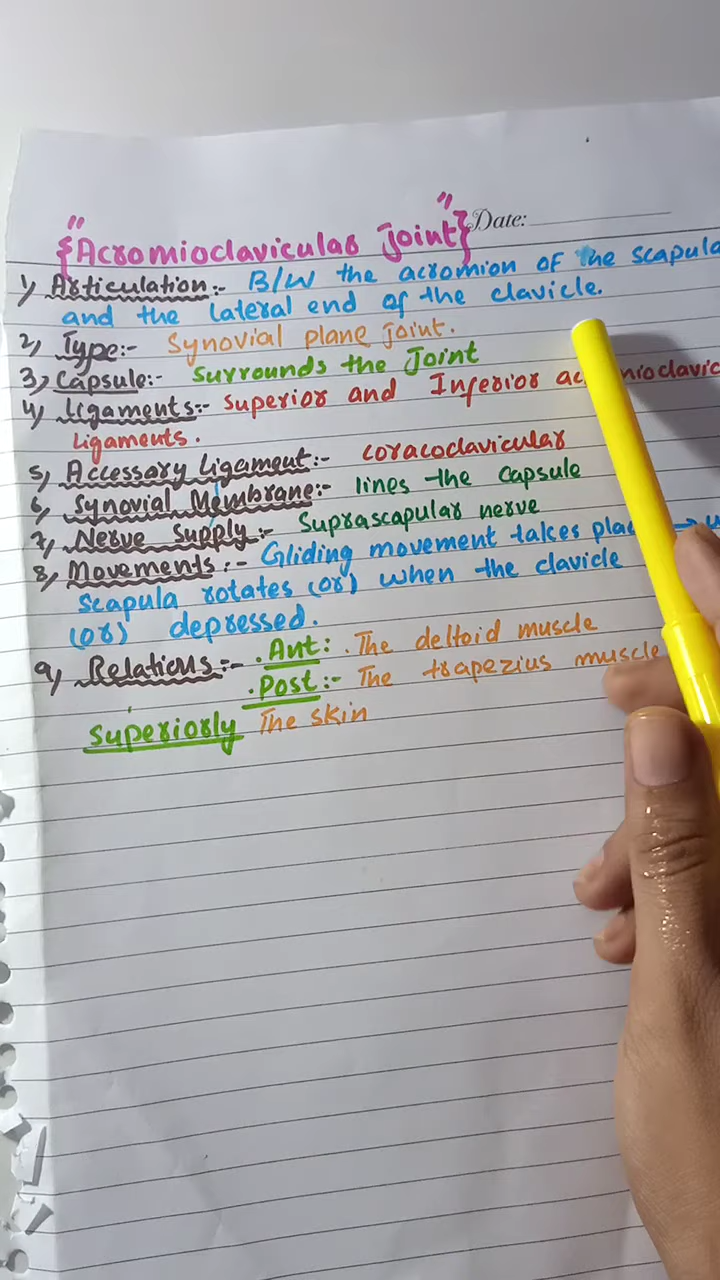 "{Acromioclavicular joint}" Date:
1) Articulation:- B/W the acromion of the scapula
and the lateral end of the clavicle.
2) Type:- Synovial plane joint.
3) Capsule:- Surrounds the Joint
4) Ligaments:- Superior and Inferior
Ligaments.
5) Accessory Ligament:- coracoclavicular
6) Synovial Membrane:- lines the capsule
7) Nerve Supply:- Suprascapular nerve
8) Movements:- Gliding movement takes →
scapula rotates (or) when the clavicle
(or) depressed.
9) Relations:- .Ant: .The deltoid muscle
.Post:- The trapezius muscle
Superiorly The skin